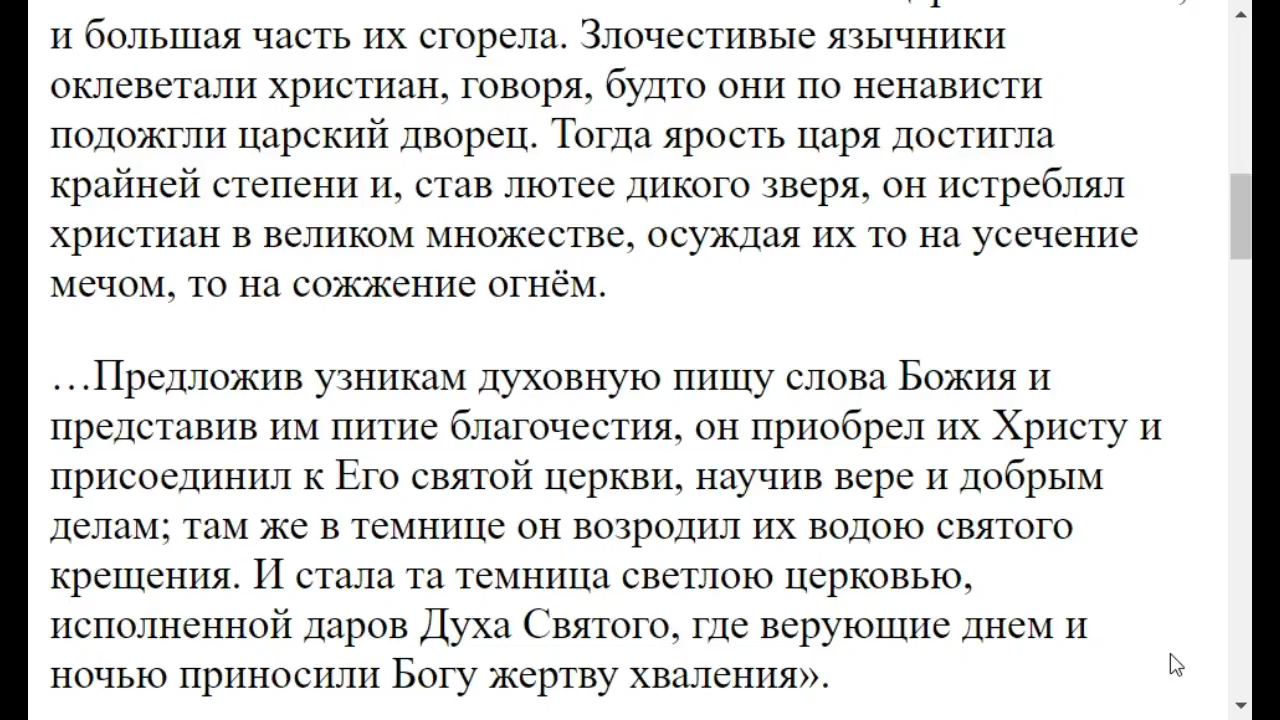 и большая часть их сгорела. Злочестивые язычники
оклеветали христиан, говоря, будто они по ненависти
подожгли царский дворец. Тогда ярость царя достигла
крайней степени и, став лютее дикого зверя, он истреблял
христиан в великом множестве, осуждая их то на усечение
мечом, то на сожжение огнём.
…Предложив узникам духовную пищу слова Божия и
представив им питие благочестия, он приобрел их Христу и
присоединил к Его святой церкви, научив вере и добрым
делам; там же в темнице он возродил их водою святого
крещения. И стала та темница светлою церковью,
исполненной даров Духа Святого, где верующие днем и
ночью приносили Богу жертву хваления».